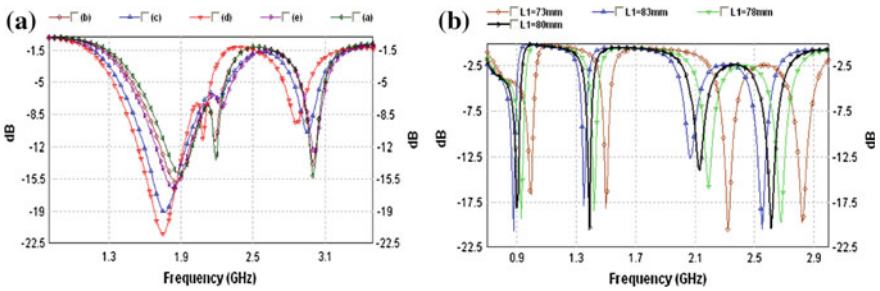 (a)
(b) (c) (d) (e) (a)
-1.5 -1.5
-5 -5
-8.5 -8.5
-12 -12
-15.5 -15.5
-19 -19
-22.5 -22.5
dB dB
1.3 1.9 2.5 3.1
Frequency (GHz)
(b)
L1=73mm L1=83mm L1=78mm
L1=80mm
-2.5 -2.5
-7.5 -7.5
-12.5 -12.5
-17.5 -17.5
-22.5 -22.5
dB dB
0.9 1.3 1.7 2.1 2.5 2.9
Frequency (GHz)